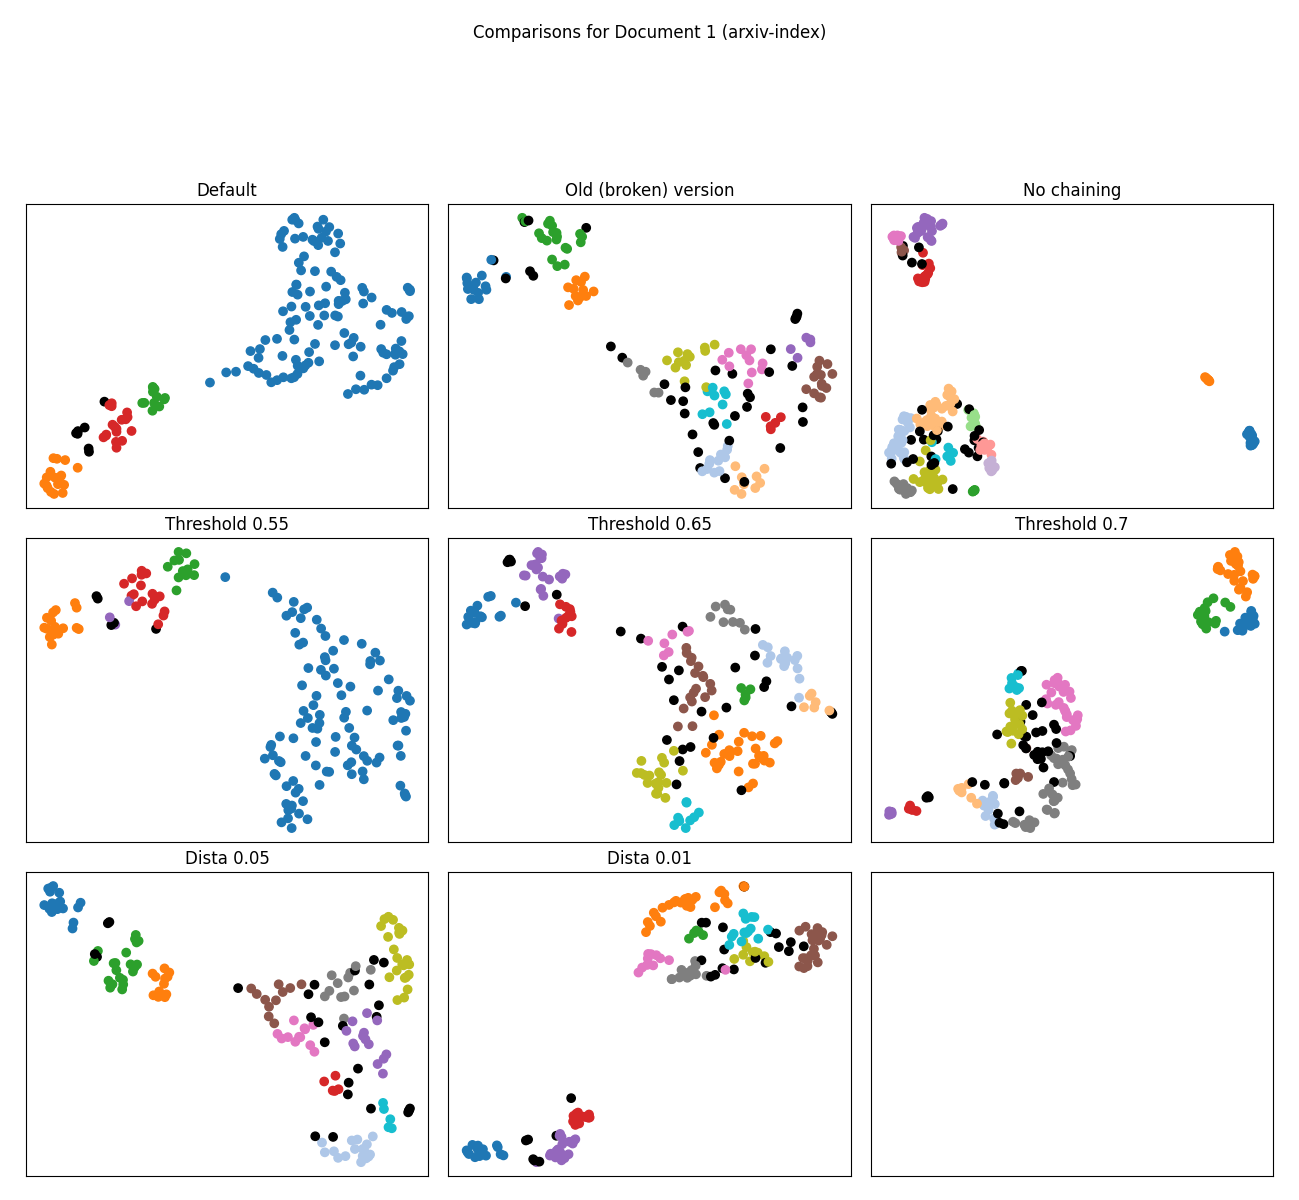 Comparisons for Document 1 (arxiv-index)
Default
Old (broken) version
No chaining
Threshold 0.55
Threshold 0.65
Threshold 0.7
Dista 0.05
Dista 0.01